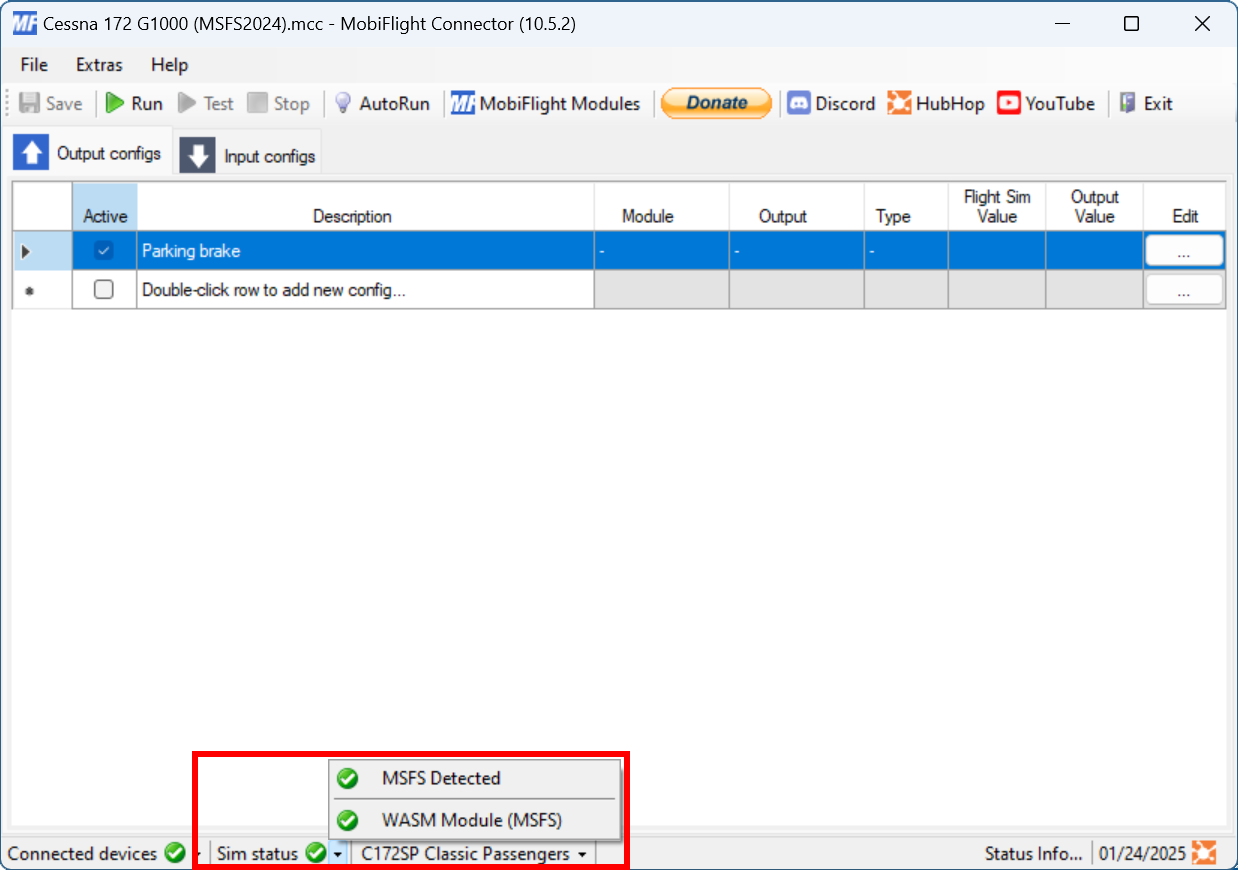 MF Cessna 172 G1000 (MSFS2024).mcc - MobiFlight Connector (10.5.2)
File Extras Help
Save Run Test Stop AutoRun MF MobiFlight Modules Donate Discord HubHop YouTube Exit
Output configs Input configs
Active Description Module Output Type Flight Sim Value Output Value Edit
Parking brake - - - ...
Double-click row to add new config... ...
MSFS Detected
WASM Module (MSFS)
Connected devices Sim status C172SP Classic Passengers Status Info... 01/24/2025